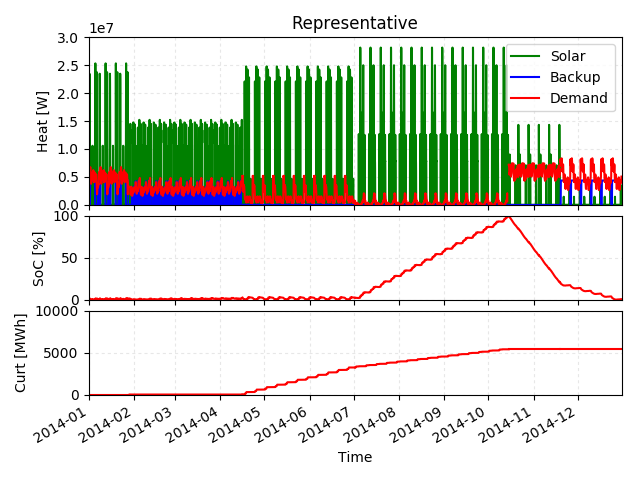 Representative
1e7
3.0
2.5
2.0
1.5
1.0
0.5
0.0
Heat [W]
Solar
Backup
Demand
100
50
0
SoC [%]
10000
5000
0
Curt [MWh]
2014-01
2014-02
2014-03
2014-04
2014-05
2014-06
2014-07
2014-08
2014-09
2014-10
2014-11
2014-12
Time